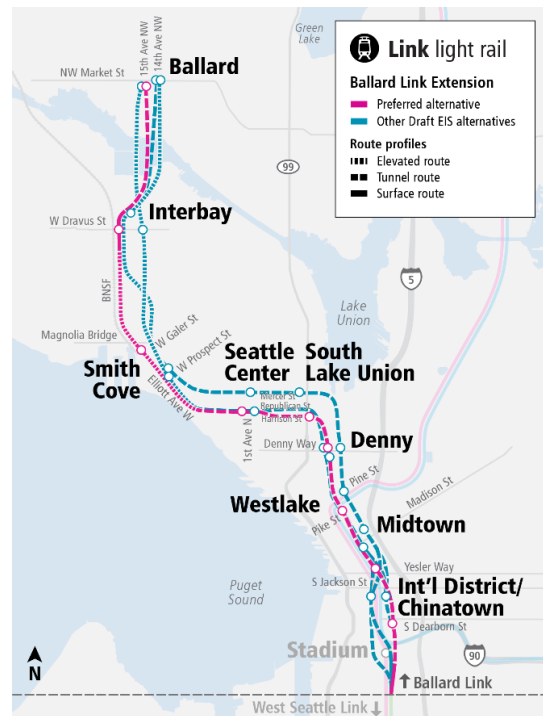 Link light rail
Ballard Link Extension
Preferred alternative
Other Draft EIS alternatives
Route profiles
Elevated route
Tunnel route
Surface route
Green
Lake
15th Ave NW
14th Ave NW
Ballard
NW Market St
99
Interbay
W Dravus St
BNSF
5
Lake
Union
Magnolia Bridge
W Galer St
W Prospect St
Smith
Cove
Elliott Ave W
Seattle
Center
South
Lake Union
Mercer St
Republican St
Harrison St
1st Ave N
Denny Way
Denny
Pine St
Madison St
Westlake
Pike St
Midtown
Yesler Way
Puget
Sound
S Jackson St
Int'l District/
Chinatown
S Dearborn St
Stadium
90
N
Ballard Link
West Seattle Link